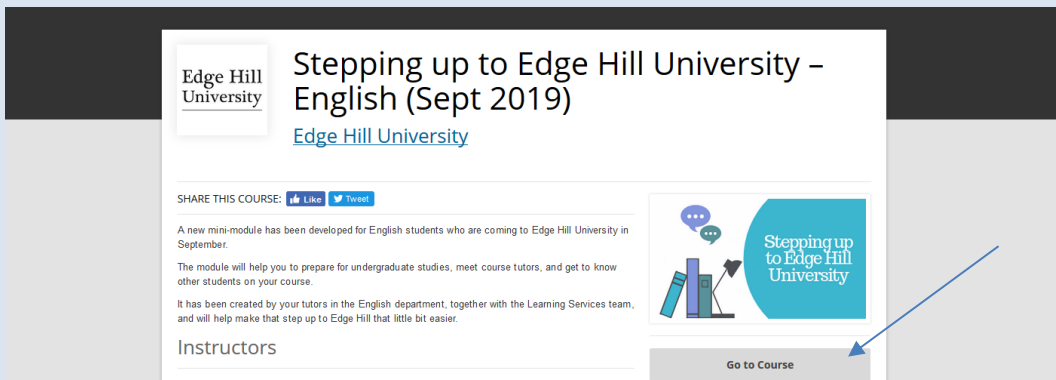 Edge Hill
University
Stepping up to Edge Hill University –
English (Sept 2019)
Edge Hill University
SHARE THIS COURSE: Like Tweet
A new mini-module has been developed for English students who are coming to Edge Hill University in
September.
The module will help you to prepare for undergraduate studies, meet course tutors, and get to know
other students on your course.
It has been created by your tutors in the English department, together with the Learning Services team,
and will help make that step up to Edge Hill that little bit easier.
Instructors
Stepping up
to Edge Hill
University
Go to Course